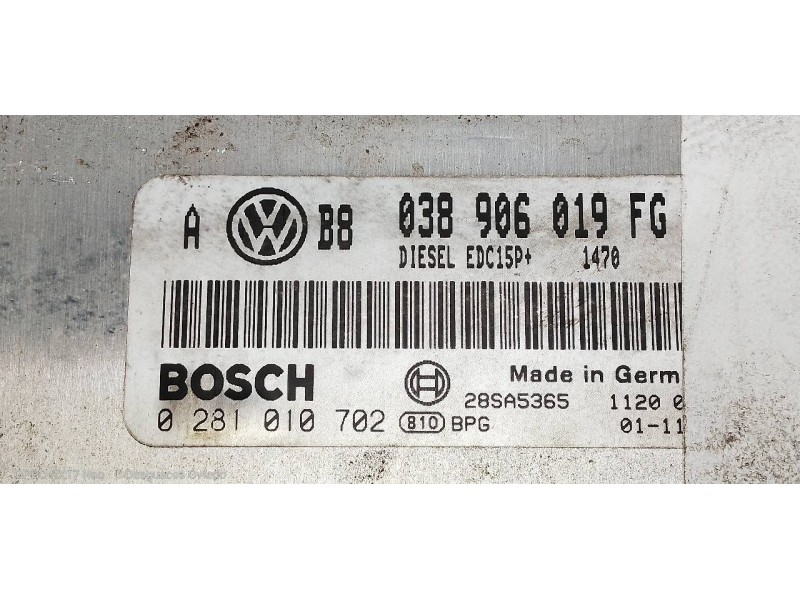 A B8 038 906 019 FG
DIESEL EDC15P+ 1470
BOSCH Made in Germ
28SA5365 1120 0
0 281 010 702 810 BPG 01-11